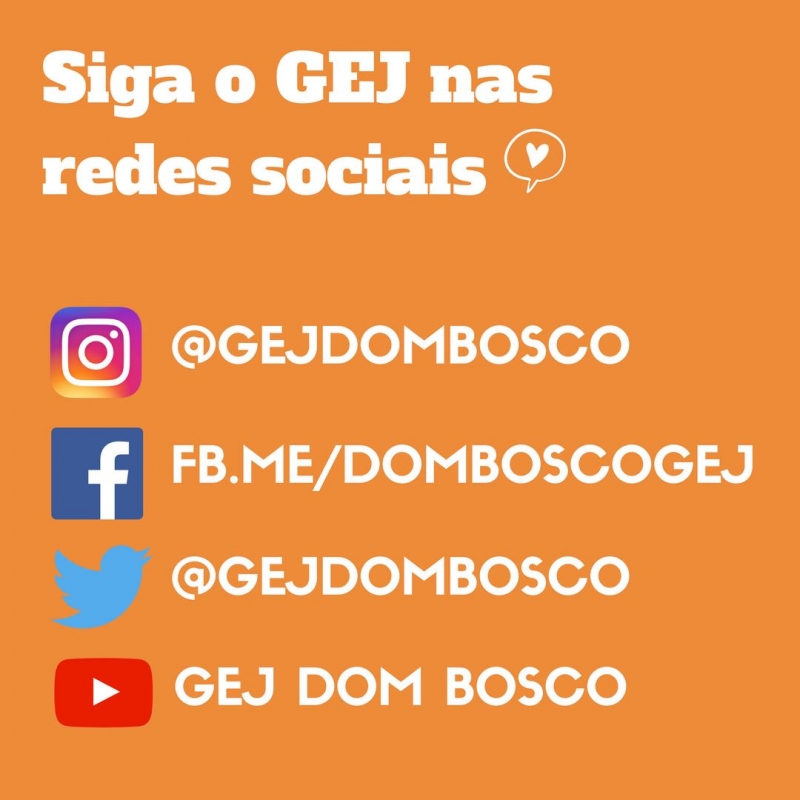 Siga o GEJ nas
redes sociais
@GEJDOMBOSCO
FB.ME/DOMBOSCOGEJ
@GEJDOMBOSCO
GEJ DOM BOSCO